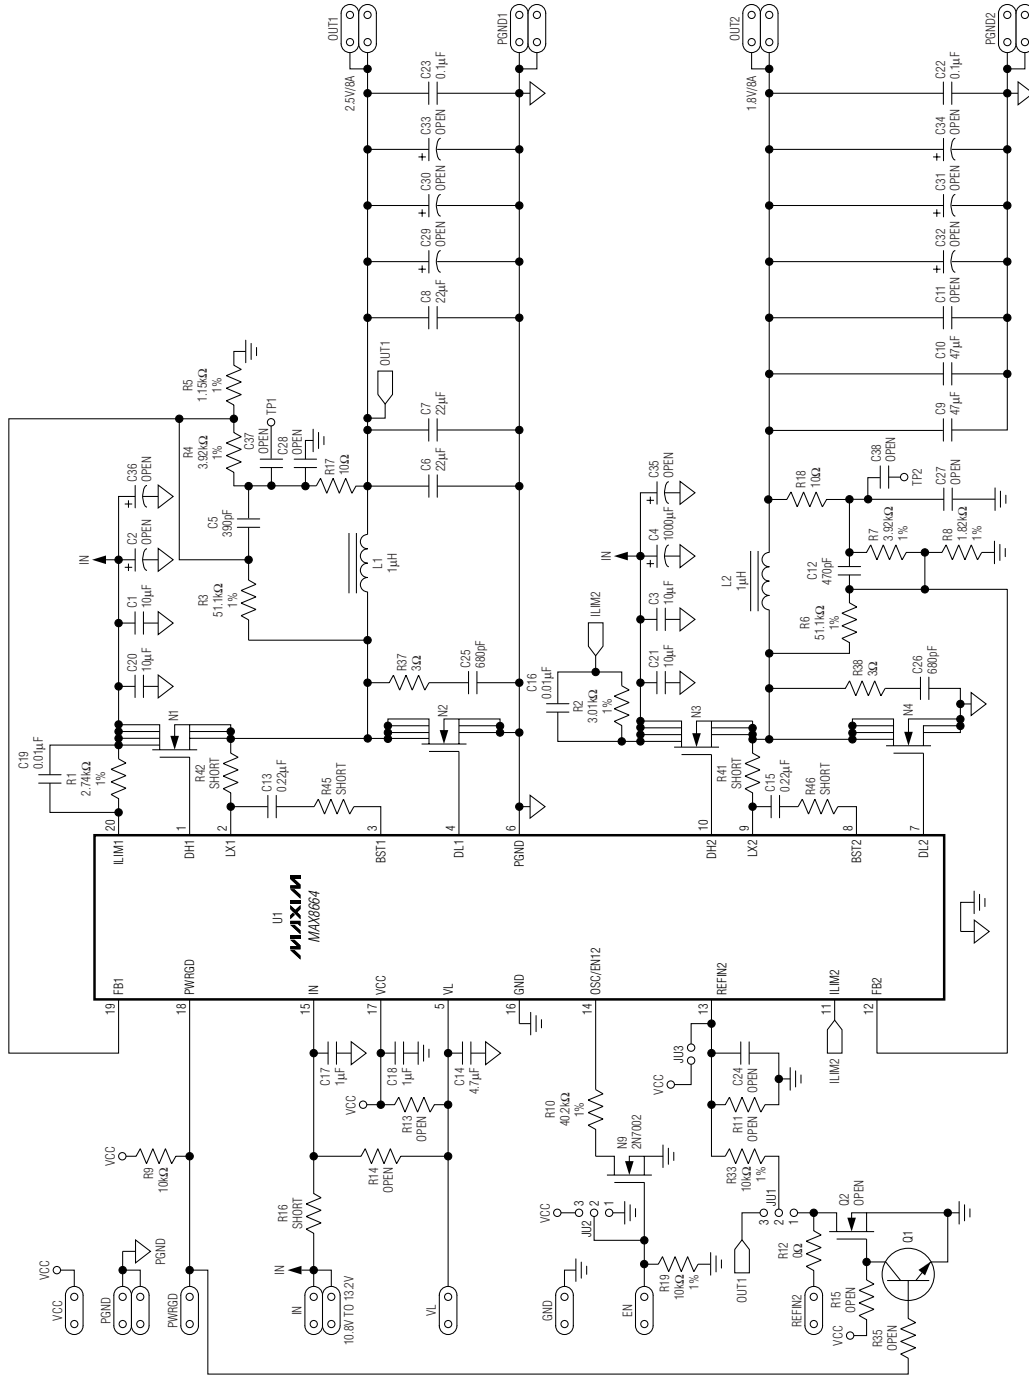 OUT1
PGND1
OUT2
PGND2
2.5V/8A
C23
0.1µF
C34
OPEN
C30
OPEN
C29
OPEN
C8
22µF
C7
22µF
C6
22µF
OUT1
1.8V/8A
C22
0.1µF
C34
OPEN
C31
OPEN
C32
OPEN
C11
OPEN
C10
47µF
C9
47µF
R5
1.15kΩ
1%
R4
3.92kΩ
1%
C37
OPEN
TP1
C28
OPEN
R17
10Ω
C5
390pF
R3
51.1kΩ
1%
L1
1µH
IN
C36
OPEN
C2
OPEN
C1
10µF
C20
10µF
C19
0.01µF
R1
2.74kΩ
1%
N1
R42
SHORT
C13
0.22µF
R45
SHORT
N2
R37
3Ω
C25
680pF
IN
C35
OPEN
C4
1000µF
C3
10µF
C21
10µF
ILIM2
C16
0.01µF
R2
3.01kΩ
1%
N3
R41
SHORT
C15
0.22µF
R46
SHORT
N4
R38
3Ω
C26
680pF
L2
1µH
R18
10Ω
C38
OPEN
TP2
C27
OPEN
R7
3.92kΩ
1%
R8
1.82kΩ
1%
C12
470pF
R6
51.1kΩ
1%
20
ILIM1
1
DH1
2
LX1
3
BST1
4
DL1
6
PGND
10
DH2
9
LX2
8
BST2
7
DL2
U1
MAXIM
MAX8664
FB1
19
PWRGD
18
IN
15
VCC
17
VL
5
GND
16
OSC/EN12
14
REFIN2
13
ILIM2
11
FB2
12
C17
1µF
C18
1µF
C14
4.7µF
VCC
R13
OPEN
R14
OPEN
R16
SHORT
VCC
R9
10kΩ
R10
40.2kΩ
1%
N9
2N7002
VCC
3
2
1
JU2
VCC
JU3
C24
OPEN
R11
OPEN
R33
10kΩ
1%
JU1
3
2
1
OUT1
ILIM2
Q2
OPEN
R12
0Ω
Q1
R15
OPEN
VCC
R35
OPEN
R19
10kΩ
1%
VCC
VCC
PGND
PGND
PWRGD
IN
IN
10.8V TO 13.2V
VL
GND
EN
REFIN2